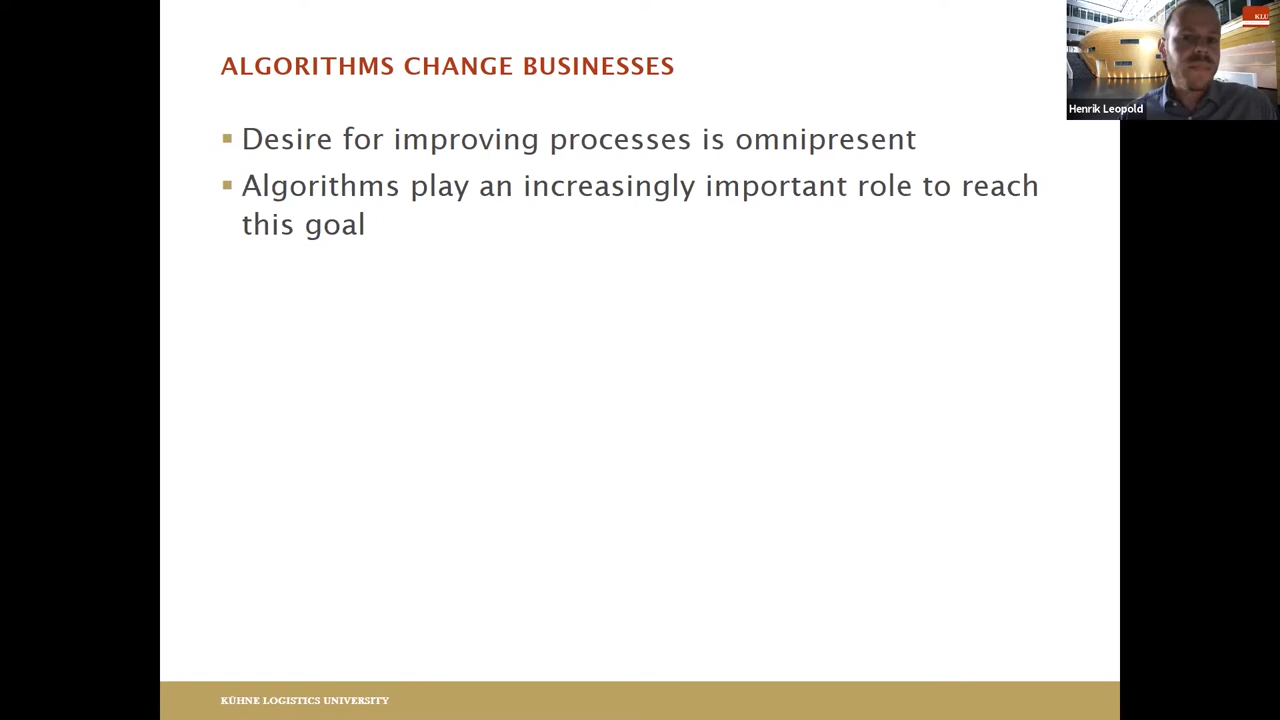 ALGORITHMS CHANGE BUSINESSES
▪ Desire for improving processes is omnipresent
▪ Algorithms play an increasingly important role to reach
this goal
KÜHNE LOGISTICS UNIVERSITY
KLU
Henrik Leopold